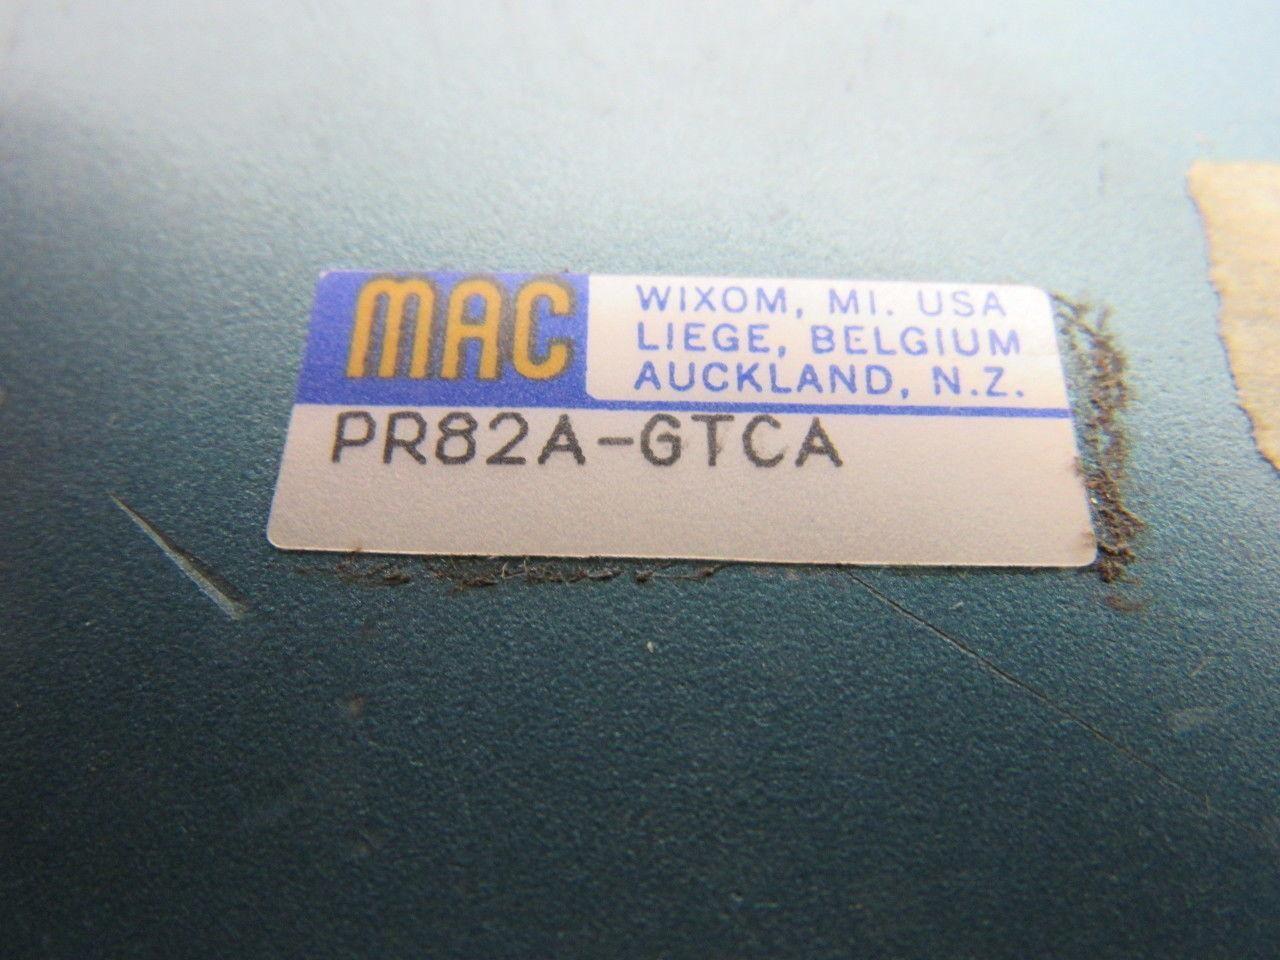 MAC
WIXOM, MI. USA
LIEGE, BELGIUM
AUCKLAND, N.Z.
PR82A-GTCA